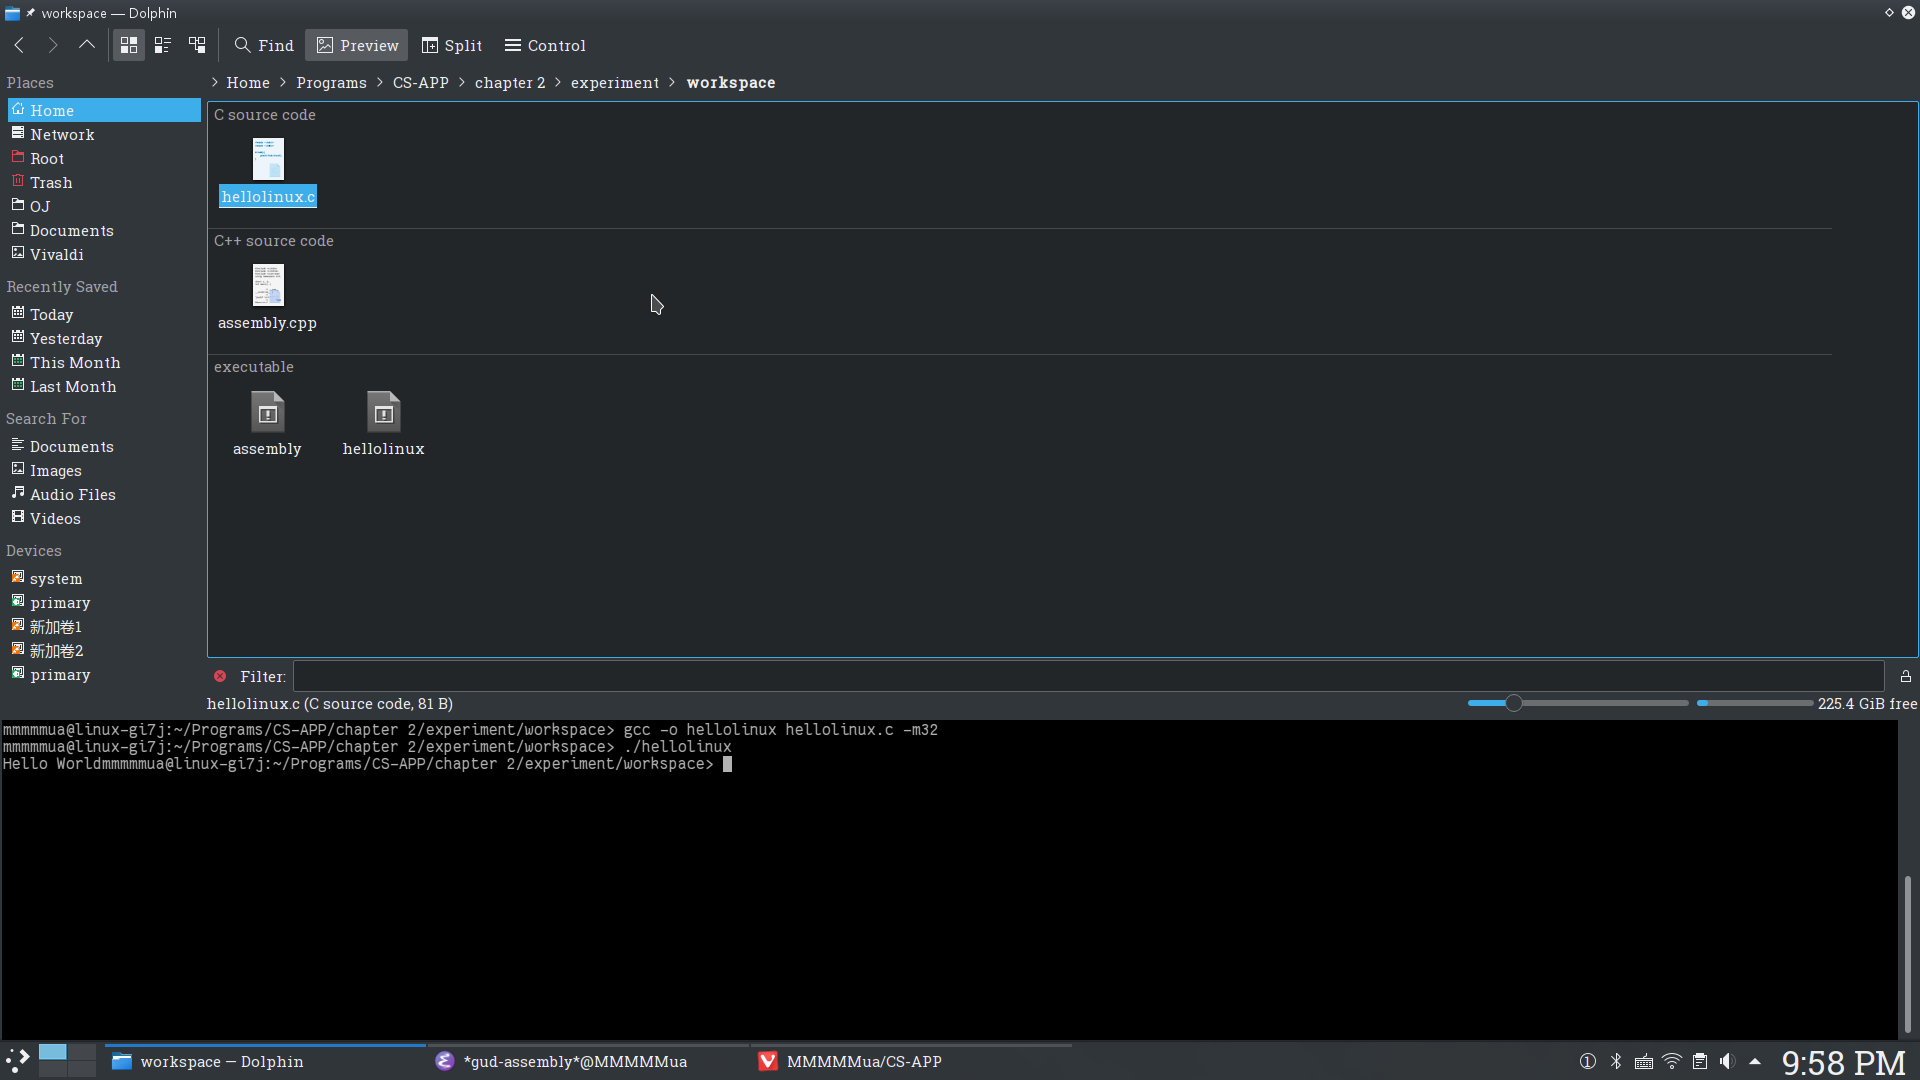 workspace — Dolphin
Find
Preview
Split
Control
Places
Home
Network
Root
Trash
OJ
Documents
Vivaldi
Recently Saved
Today
Yesterday
This Month
Last Month
Search For
Documents
Images
Audio Files
Videos
Devices
system
primary
新加卷1
新加卷2
primary
> Home > Programs > CS-APP > chapter 2 > experiment > workspace
C source code
hellolinux.c
C++ source code
assembly.cpp
executable
assembly
hellolinux
Filter:
hellolinux.c (C source code, 81 B)
225.4 GiB free
mmmmmua@linux-gi7j:~/Programs/CS-APP/chapter 2/experiment/workspace> gcc -o hellolinux hellolinux.c -m32
mmmmmua@linux-gi7j:~/Programs/CS-APP/chapter 2/experiment/workspace> ./hellolinux
Hello Worldmmmmmua@linux-gi7j:~/Programs/CS-APP/chapter 2/experiment/workspace>
workspace — Dolphin
*gud-assembly*@MMMMMua
MMMMMua/CS-APP
9:58 PM